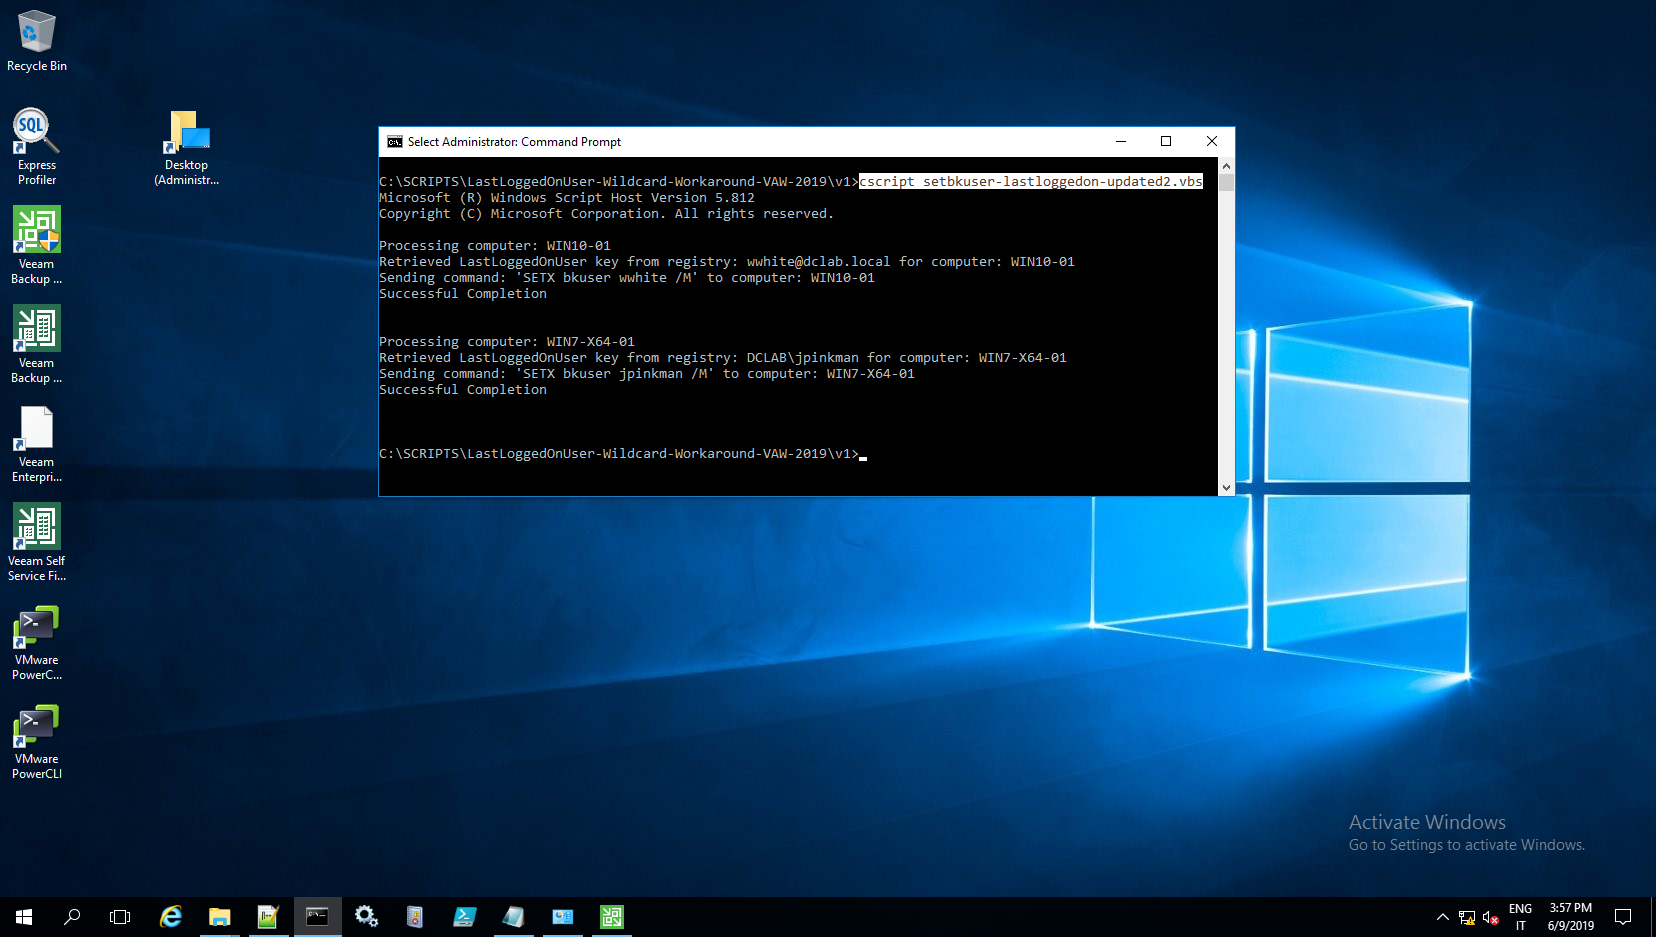 Recycle Bin
SQL
Express
Profiler
Desktop
(Administr...
Veeam
Backup ...
Veeam
Backup ...
Veeam
Enterpri...
Veeam Self
Service Fi...
VMware
PowerC...
VMware
PowerCLI
Select Administrator: Command Prompt
C:\SCRIPTS\LastLoggedOnUser-Wildcard-Workaround-VAW-2019\v1>cscript setbkuser-lastloggedon-updated2.vbs
Microsoft (R) Windows Script Host Version 5.812
Copyright (C) Microsoft Corporation. All rights reserved.
Processing computer: WIN10-01
Retrieved LastLoggedOnUser key from registry: wwhite@dclab.local for computer: WIN10-01
Sending command: 'SETX bkuser wwhite /M' to computer: WIN10-01
Successful Completion
Processing computer: WIN7-X64-01
Retrieved LastLoggedOnUser key from registry: DCLAB\jpinkman for computer: WIN7-X64-01
Sending command: 'SETX bkuser jpinkman /M' to computer: WIN7-X64-01
Successful Completion
C:\SCRIPTS\LastLoggedOnUser-Wildcard-Workaround-VAW-2019\v1>
Activate Windows
Go to Settings to activate Windows.
ENG
IT
3:57 PM
6/9/2019